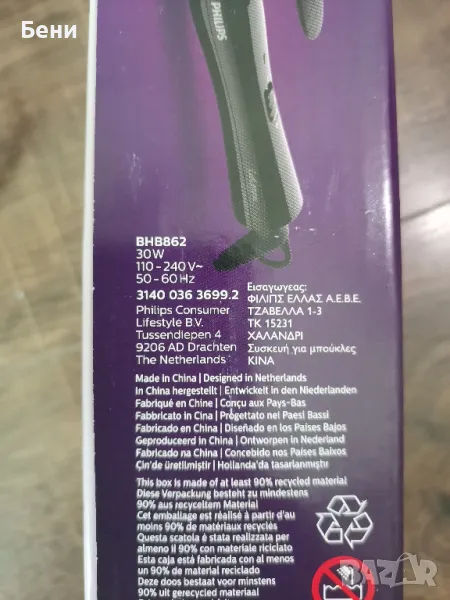 Бени
PHILIPS
BHB862
30W
110 - 240 V~
50 - 60 Hz
3140 036 3699.2
Philips Consumer
Lifestyle B.V.
Tussendiepen 4
9206 AD Drachten
The Netherlands
Εισαγωγεας:
ΦΙΛΙΠΣ ΕΛΛΑΣ Α.Ε.Β.Ε.
ΤΖΑΒΕΛΛΑ 1-3
ΤΚ 15231
ΧΑΛΑΝΔΡΙ
Συσκευή για μπούκλες
ΚΙΝΑ
Made in China | Designed in Netherlands
In China hergestellt | Entwickelt in den Niederlanden
Fabriqué en Chine | Conçu aux Pays-Bas
Fabbricato in Cina | Progettato nei Paesi Bassi
Fabricado en China | Diseñado en los Países Bajos
Geproduceerd in China | Ontworpen in Nederland
Fabricado na China | Concebido nos Países Baixos
Çin'de üretilmiştir | Hollanda'da tasarlanmıştır
This box is made of at least 90% recycled material
Diese Verpackung besteht zu mindestens
90% aus recyceltem Material
Cet emballage est réalisé à partir d'au
moins 90% de matériaux recyclés
Questa scatola è stata realizzata per
almeno il 90% con materiale riciclato
Esta caja está fabricada con al menos
un 90% de material reciclado
Deze doos bestaat voor minstens
90% uit gerecycled materiaal
bazar